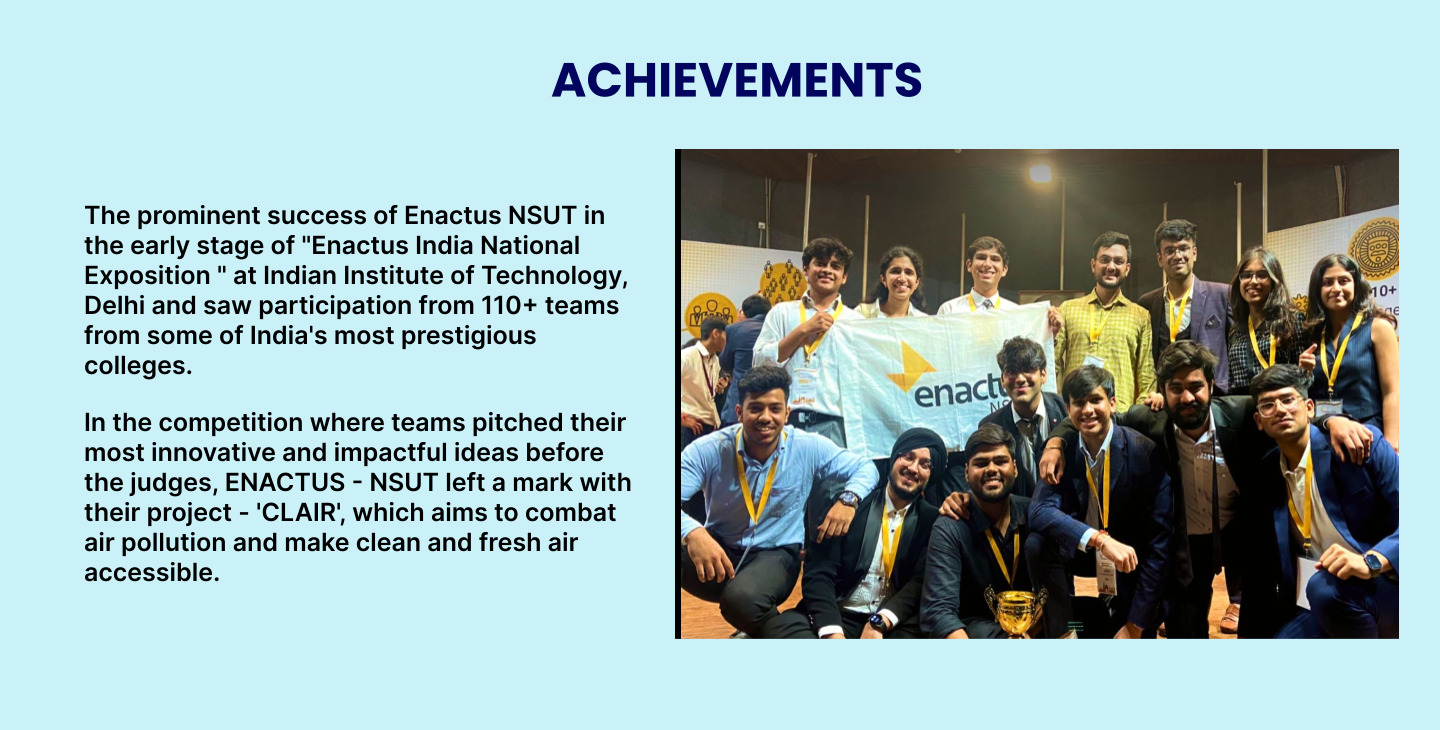 ACHIEVEMENTS
The prominent success of Enactus NSUT in
the early stage of "Enactus India National
Exposition " at Indian Institute of Technology,
Delhi and saw participation from 110+ teams
from some of India's most prestigious
colleges.
In the competition where teams pitched their
most innovative and impactful ideas before
the judges, ENACTUS - NSUT left a mark with
their project - 'CLAIR', which aims to combat
air pollution and make clean and fresh air
accessible.
10+